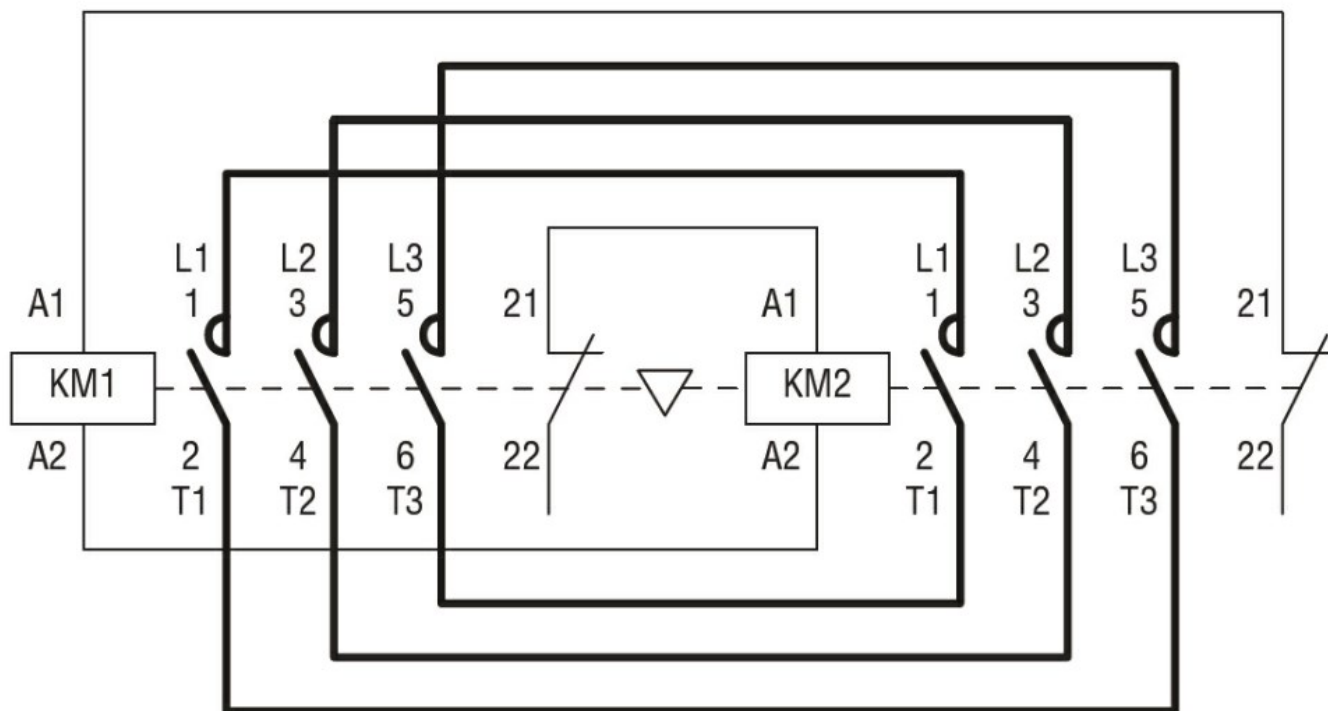 L1 L2 L3 L1 L2 L3
A1 1 3 5 21 A1 1 3 5 21
KM1 KM2
A2 2 4 6 22 A2 2 4 6 22
T1 T2 T3 T1 T2 T3